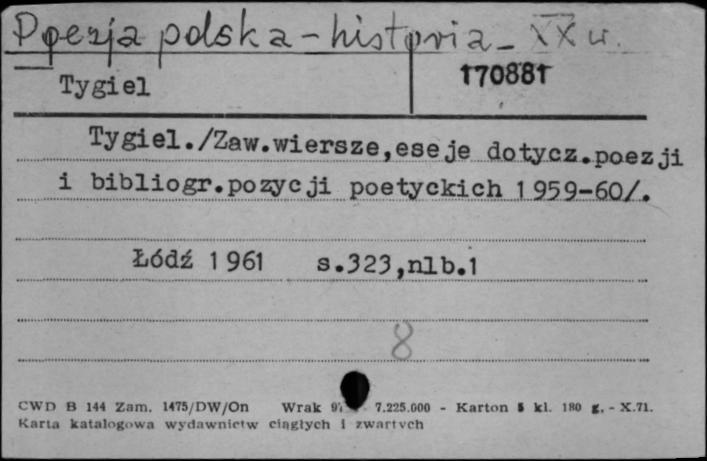 Poezja polska - historia - XX w.
Tygiel
170881
Tygiel./Zaw.wiersze,eseje dotycz.poezji
i bibliogr.pozycji poetyckich 1959-60/.
Łódź 1961 s.323,nlb.1
8
CWD B 144 Zam. 1475/DW/On Wrak 7.225.000 - Karton kl. 180 g. - X.71.
Karta katalogowa wydawnictw ciągłych i zwartych